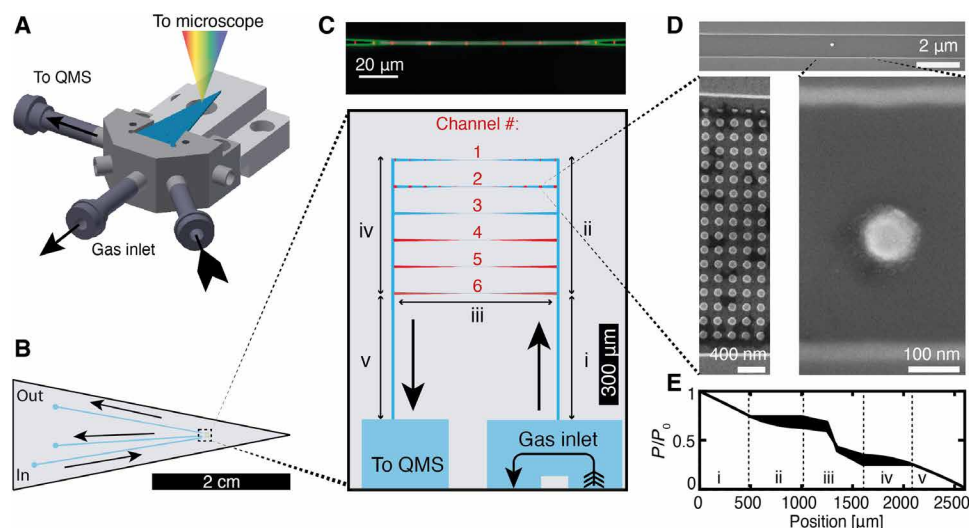 A
To microscope
To QMS
Gas inlet
B
Out
In
2 cm
C
20 µm
Channel #:
1
2
3
4
5
6
iv
ii
iii
v
i
300 µm
To QMS
Gas inlet
D
2 µm
400 nm
100 nm
E
P/P0
1
0.5
0
i
ii
iii
iv
v
0 500 1000 1500 2000 2500
Position [µm]